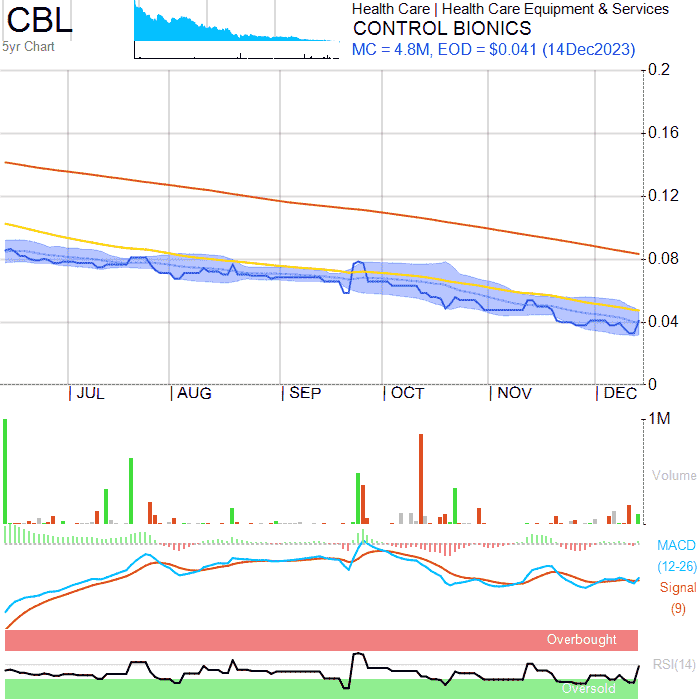 CBL
5yr Chart
Health Care | Health Care Equipment & Services
CONTROL BIONICS
MC = 4.8M, EOD = $0.041 (14Dec2023)
0.2
0.16
0.12
0.08
0.04
0
JUL
AUG
SEP
OCT
NOV
DEC
1M
Volume
MACD
(12-26)
Signal
(9)
Overbought
RSI(14)
Oversold